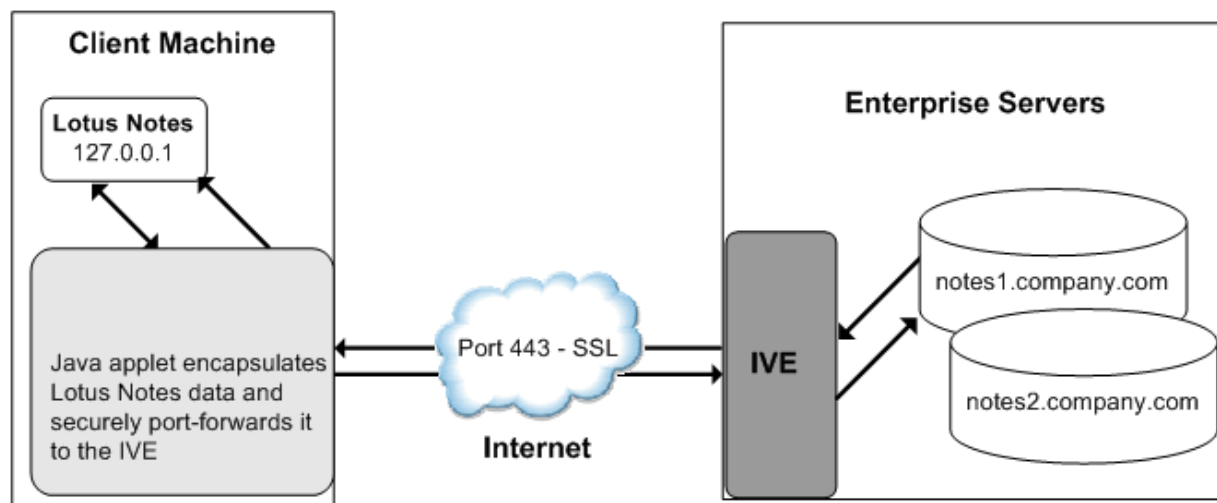 Client Machine
Lotus Notes
127.0.0.1
Java applet encapsulates
Lotus Notes data and
securely port-forwards it
to the IVE
Port 443 - SSL
Internet
Enterprise Servers
IVE
notes1.company.com
notes2.company.com